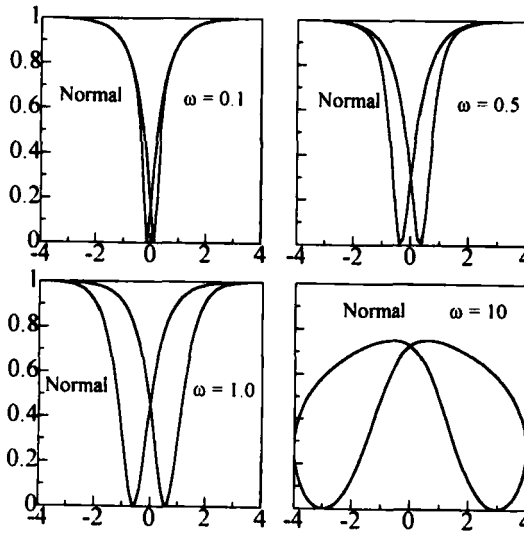 1
0.8
Normal
ω = 0.1
0.6
0.4
0.2
0
-4 -2 0 2 4
Normal
ω = 0.5
-2 0 2 4
1
0.8
0.6
Normal
ω = 1.0
0.4
0.2
0
-4 -2 0 2 4
Normal ω = 10
-4 -2 0 2 4